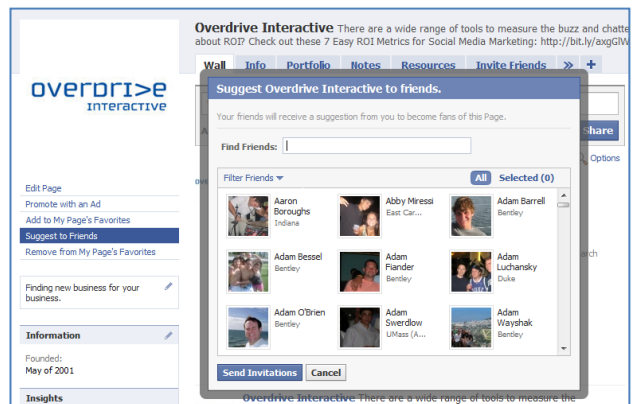 Overdrive Interactive There are a wide range of tools to measure the buzz and chatte
about ROI? Check out these 7 Easy ROI Metrics for Social Media Marketing: http://bit.ly/axgGlW
Wall Info Portfolio Notes Resources Invite Friends » +
OVERDRI>E
INTERACTIVE
Suggest Overdrive Interactive to friends.
Your friends will receive a suggestion from you to become fans of this Page.
Share
Find Friends:
Options
Filter Friends All Selected (0)
Edit Page
Promote with an Ad
Add to My Page's Favorites
Suggest to Friends
Remove from My Page's Favorites
Aaron
Boroughs
Indiana
Abby Miressi
East Car...
Adam Barrell
Bentley
Adam Bessel
Bentley
Adam
Fiander
Bentley
Adam
Luchansky
Duke
arch
Finding new business for your
business.
Adam O'Brien
Bentley
Adam
Swerdlow
UMass (A...
Adam
Wayshak
Bentley
Information
Founded:
May of 2001
Send Invitations Cancel
Insights
Overdrive Interactive There are a wide range of tools to measure the